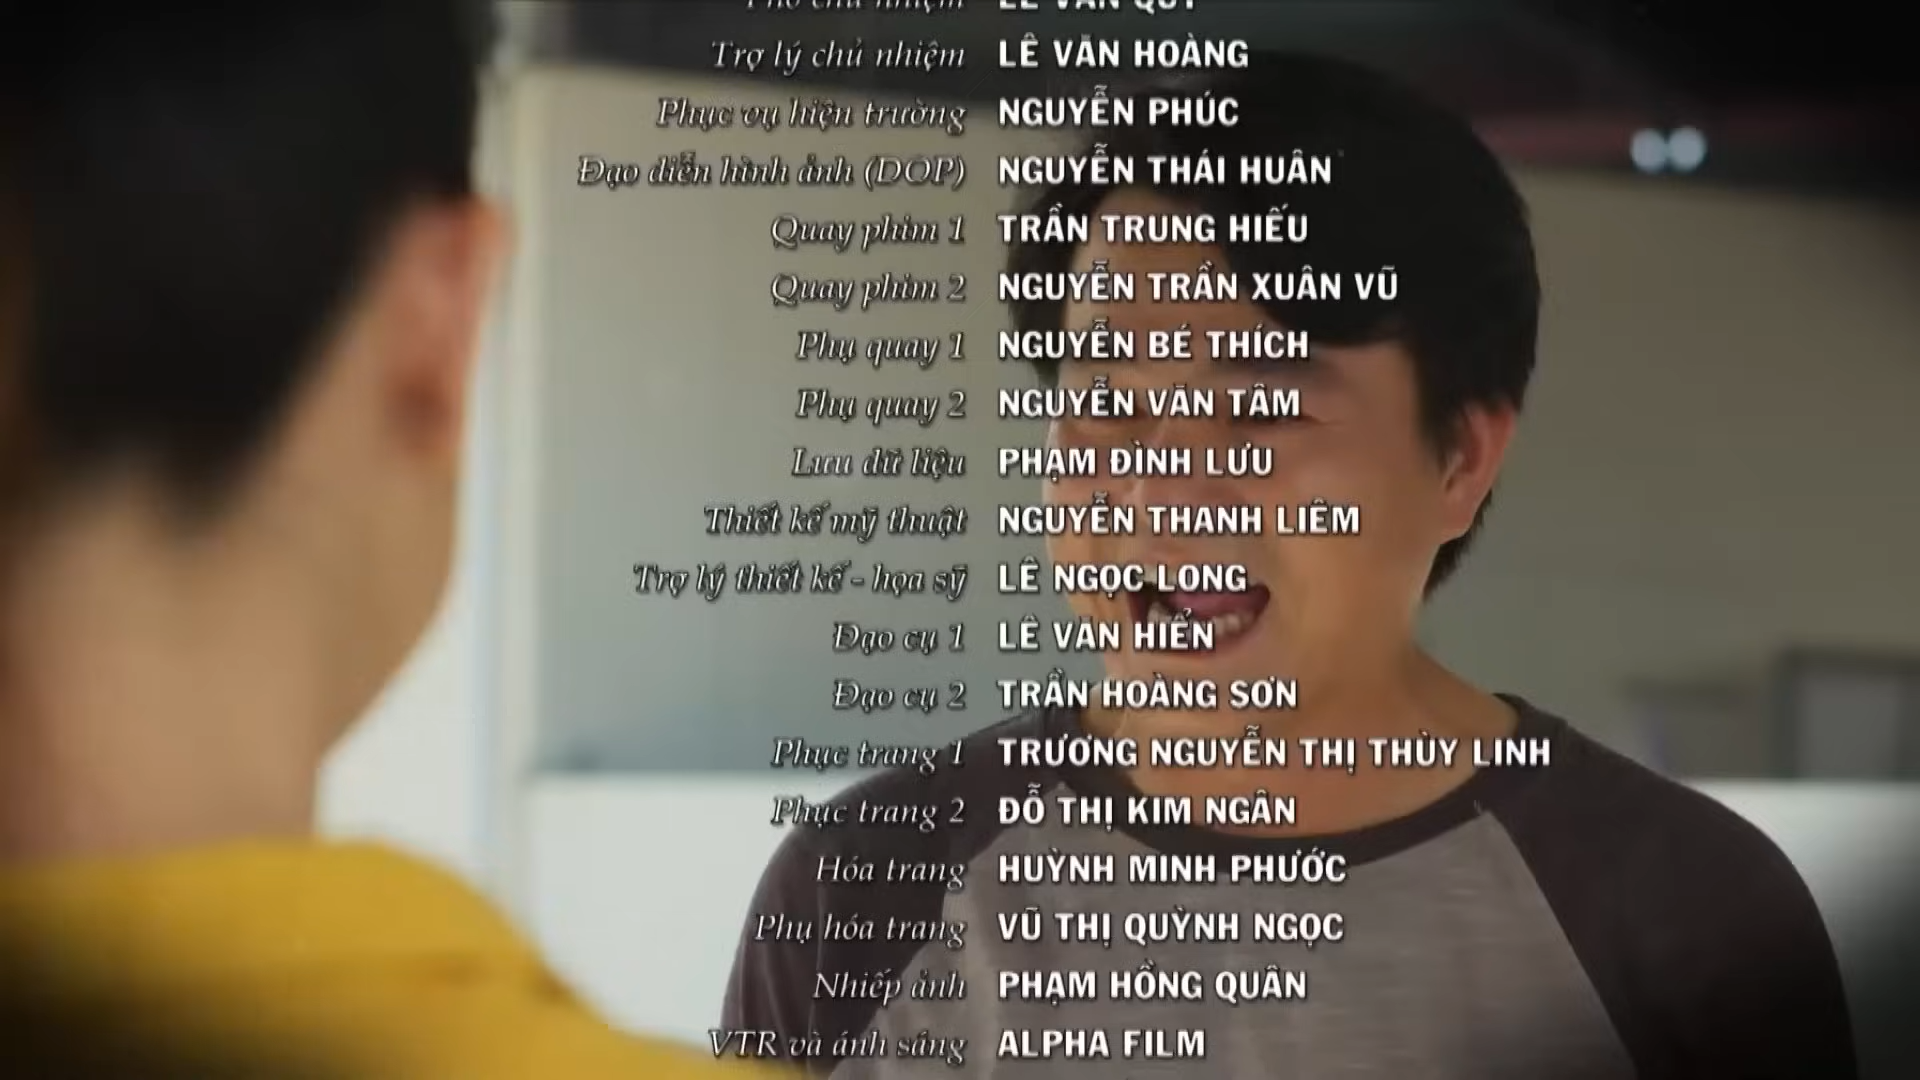 Phó chủ nhiệm LÊ VĂN QUÝ
Trợ lý chủ nhiệm LÊ VĂN HOÀNG
Phục vụ hiện trường NGUYỄN PHÚC
Đạo diễn hình ảnh (DOP) NGUYỄN THÁI HUÂN
Quay phim 1 TRẦN TRUNG HIẾU
Quay phim 2 NGUYỄN TRẦN XUÂN VŨ
Phụ quay 1 NGUYỄN BÉ THÍCH
Phụ quay 2 NGUYỄN VĂN TÂM
Lưu dữ liệu PHẠM ĐÌNH LƯU
Thiết kế mỹ thuật NGUYỄN THANH LIÊM
Trợ lý thiết kế - họa sỹ LÊ NGỌC LONG
Đạo cụ 1 LÊ VĂN HIỂN
Đạo cụ 2 TRẦN HOÀNG SƠN
Phục trang 1 TRƯƠNG NGUYỄN THỊ THÙY LINH
Phục trang 2 ĐỖ THỊ KIM NGÂN
Hóa trang HUỲNH MINH PHƯỚC
Phụ hóa trang VŨ THỊ QUỲNH NGỌC
Nhiếp ảnh PHẠM HỒNG QUÂN
VTR và ánh sáng ALPHA FILM